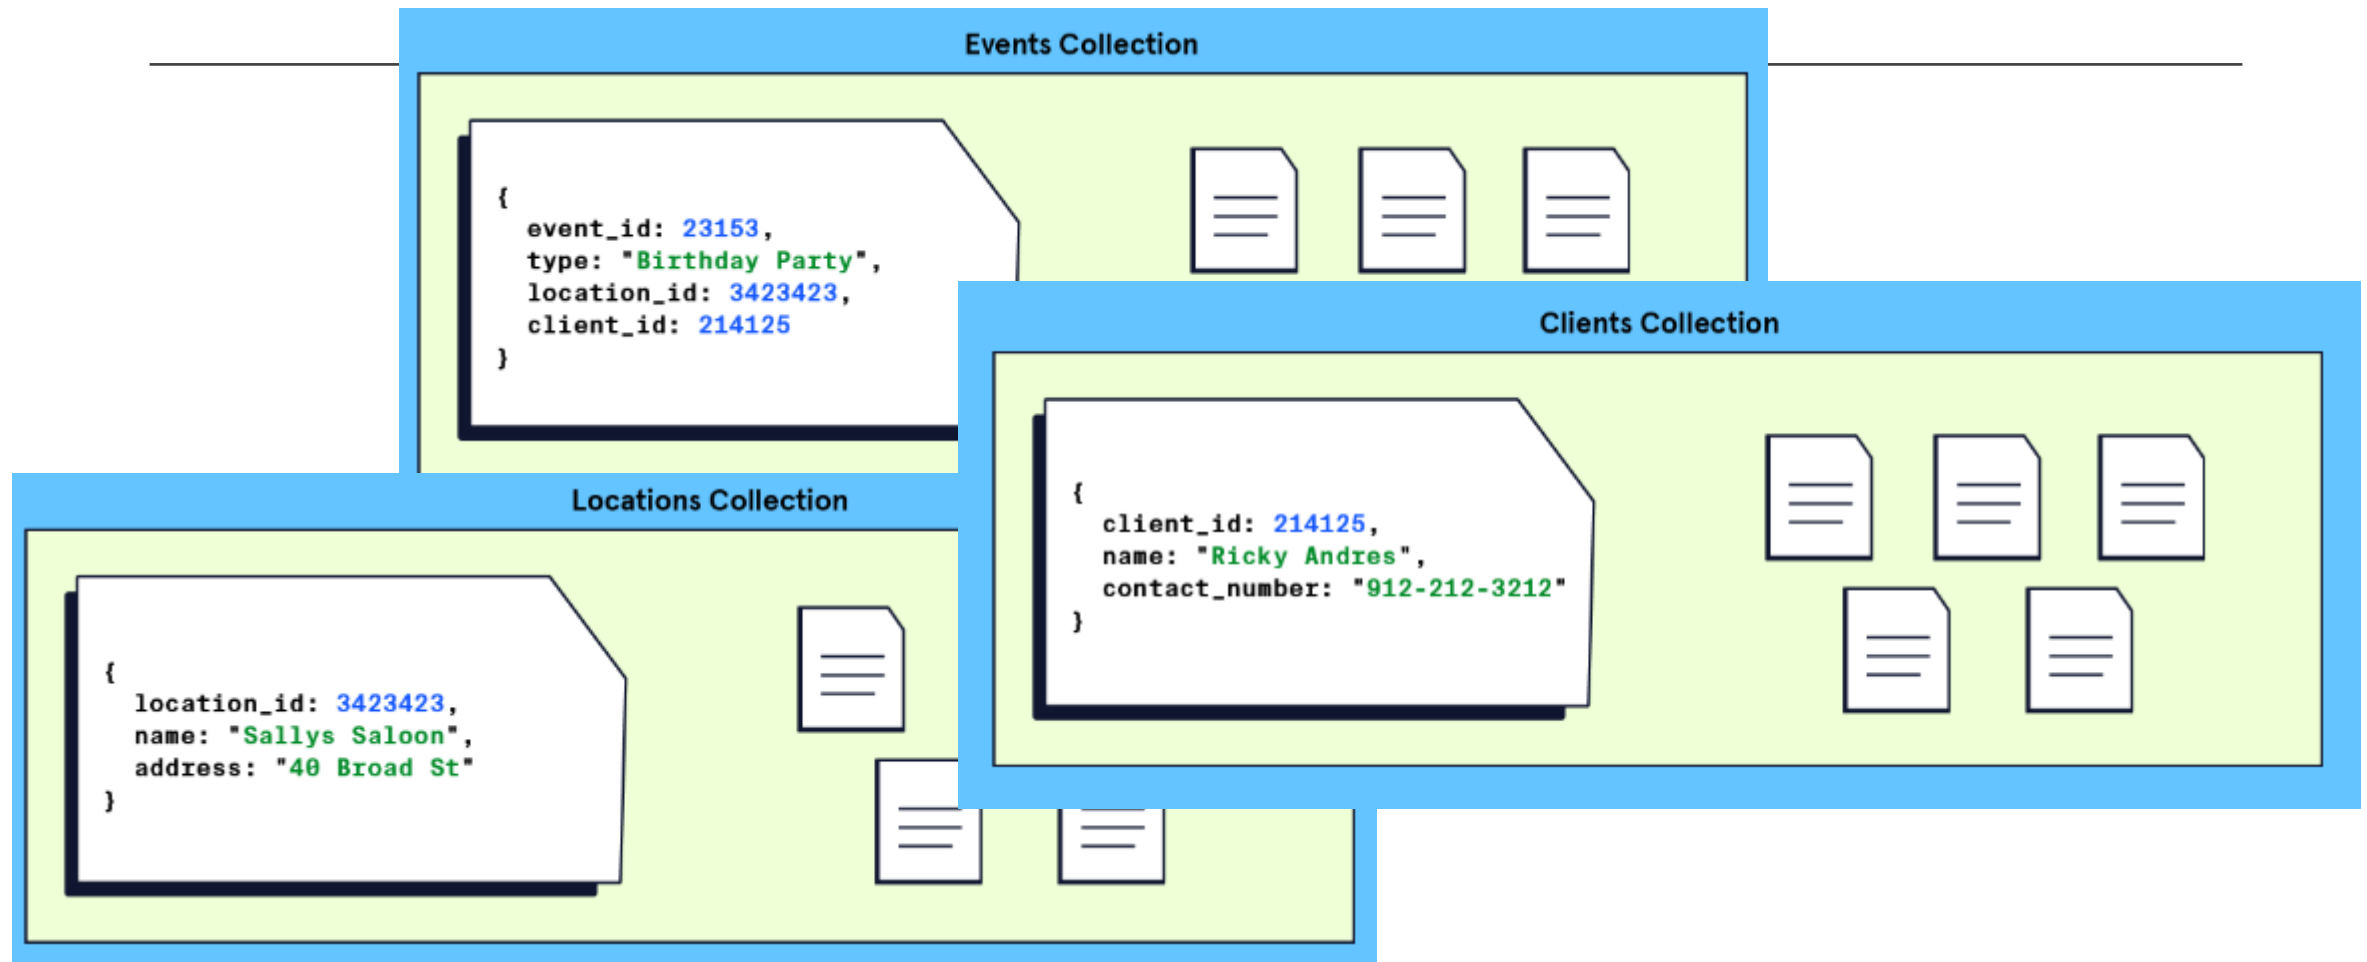 Events Collection
{
event_id: 23153,
type: "Birthday Party",
location_id: 3423423,
client_id: 214125
}
Clients Collection
{
client_id: 214125,
name: "Ricky Andres",
contact_number: "912-212-3212"
}
Locations Collection
{
location_id: 3423423,
name: "Sallys Saloon",
address: "40 Broad St"
}